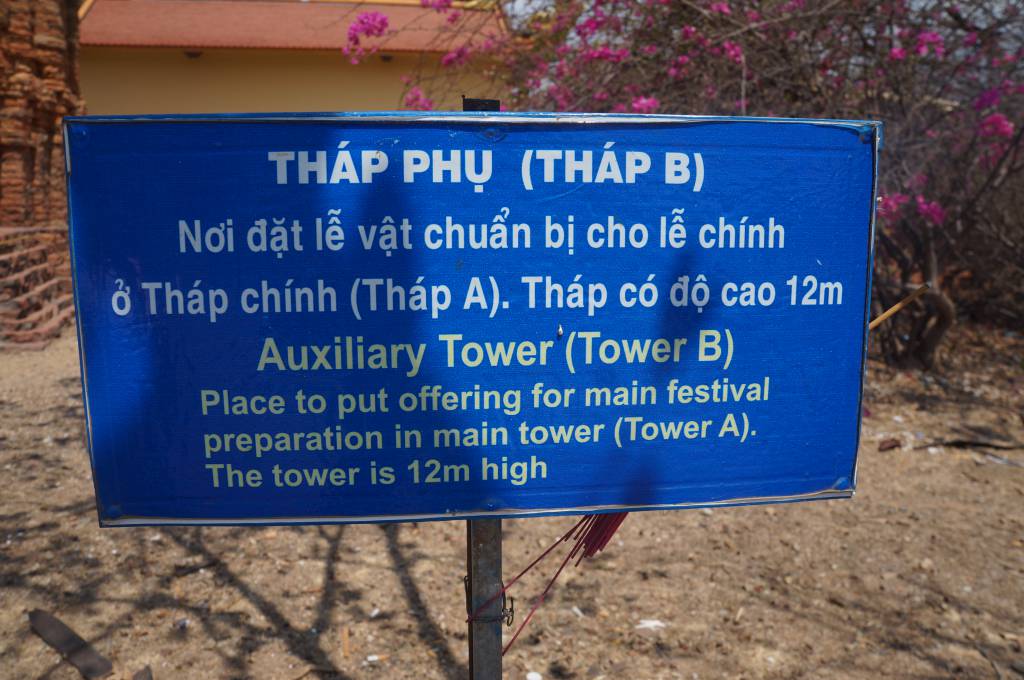 THÁP PHỤ (THÁP B)
Nơi đặt lễ vật chuẩn bị cho lễ chính
ở Tháp chính (Tháp A). Tháp có độ cao 12m
Auxiliary Tower (Tower B)
Place to put offering for main festival
preparation in main tower (Tower A).
The tower is 12m high